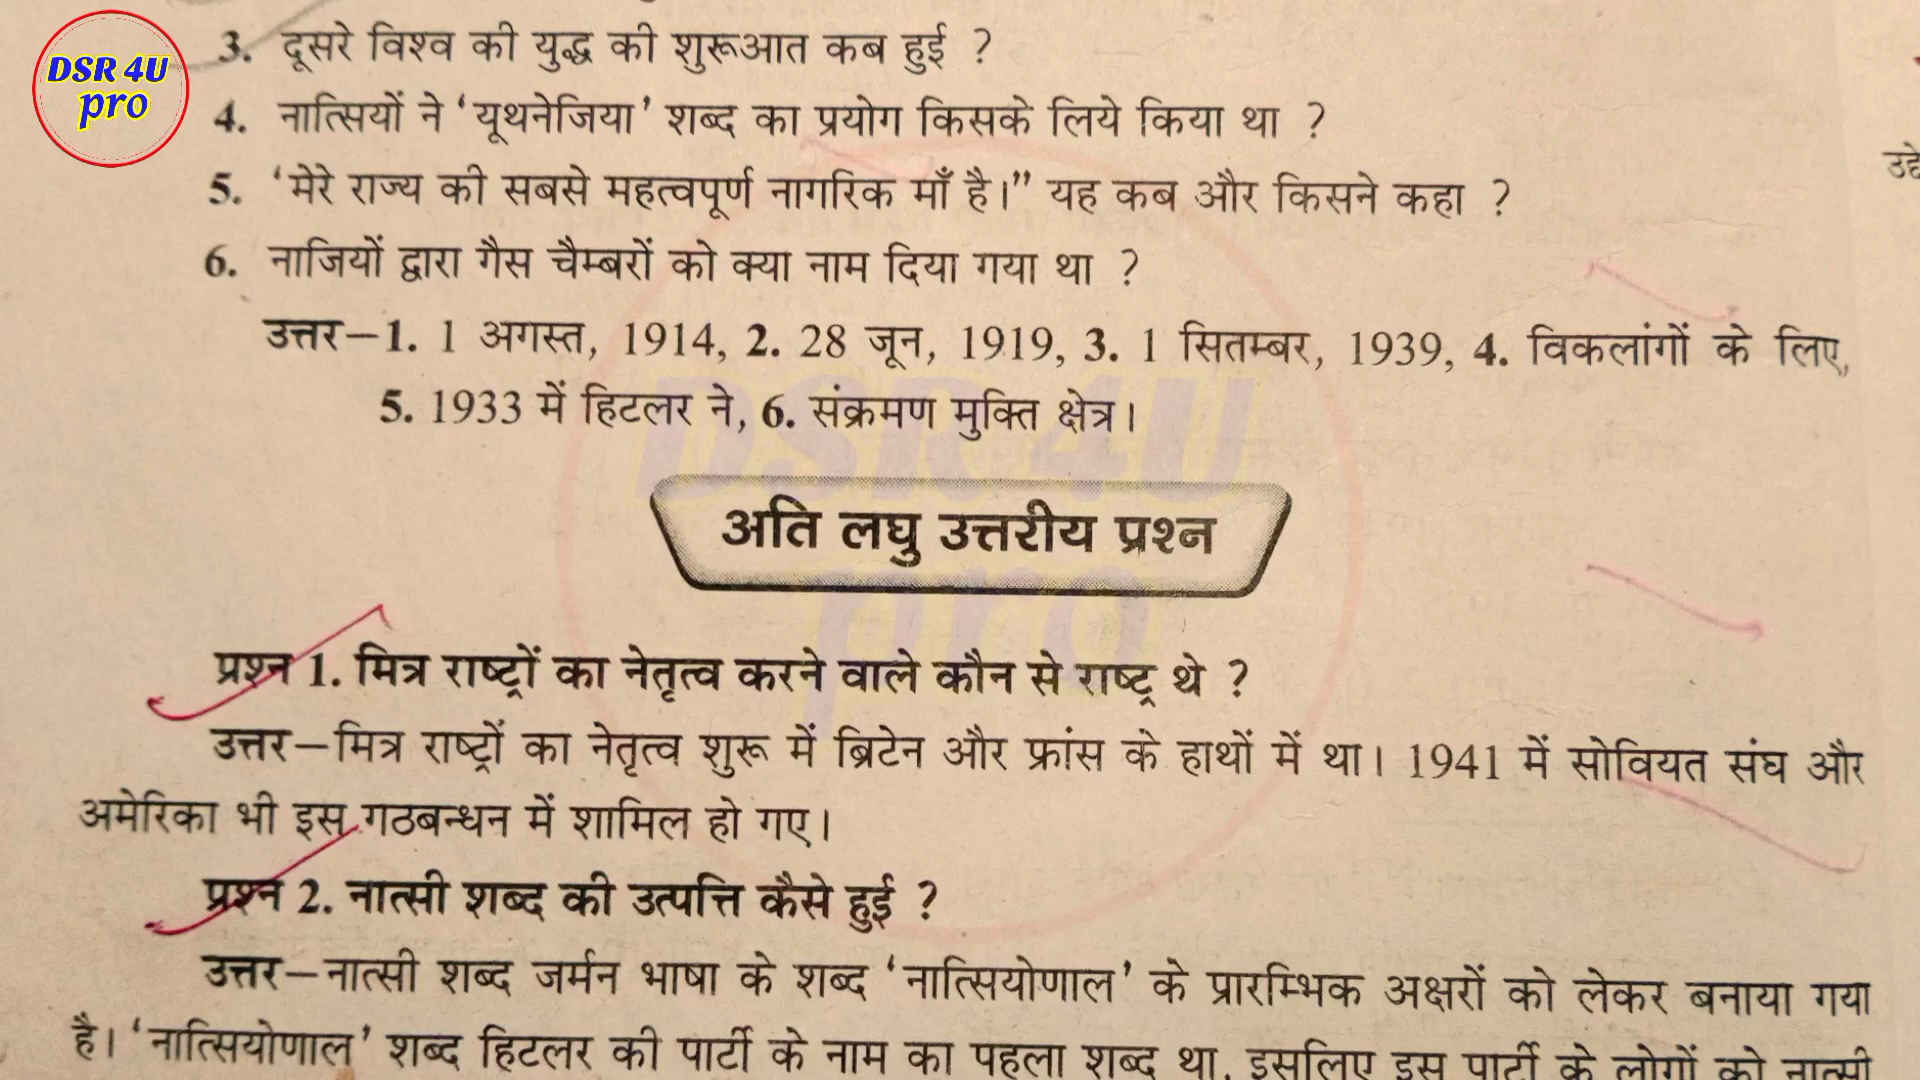 DSR 4U
pro
3. दूसरे विश्व की युद्ध की शुरूआत कब हुई ?
4. नात्सियों ने ‘यूथनेजिया’ शब्द का प्रयोग किसके लिये किया था ?
उद्दे
5. ‘मेरे राज्य की सबसे महत्वपूर्ण नागरिक माँ है।” यह कब और किसने कहा ?
6. नाजियों द्वारा गैस चैम्बरों को क्या नाम दिया गया था ?
उत्तर–1. 1 अगस्त, 1914, 2. 28 जून, 1919, 3. 1 सितम्बर, 1939, 4. विकलांगों के लिए,
5. 1933 में हिटलर ने, 6. संक्रमण मुक्ति क्षेत्र।
DSR 4U
pro
अति लघु उत्तरीय प्रश्न
प्रश्न 1. मित्र राष्ट्रों का नेतृत्व करने वाले कौन से राष्ट्र थे ?
उत्तर–मित्र राष्ट्रों का नेतृत्व शुरू में ब्रिटेन और फ्रांस के हाथों में था। 1941 में सोवियत संघ और
अमेरिका भी इस गठबन्धन में शामिल हो गए।
प्रश्न 2. नात्सी शब्द की उत्पत्ति कैसे हुई ?
उत्तर–नात्सी शब्द जर्मन भाषा के शब्द ‘नात्सियोणाल’ के प्रारम्भिक अक्षरों को लेकर बनाया गया
है। ‘नात्सियोणाल’ शब्द हिटलर की पार्टी के नाम का पहला शब्द था, इसलिए इस पार्टी के लोगों को नात्सी